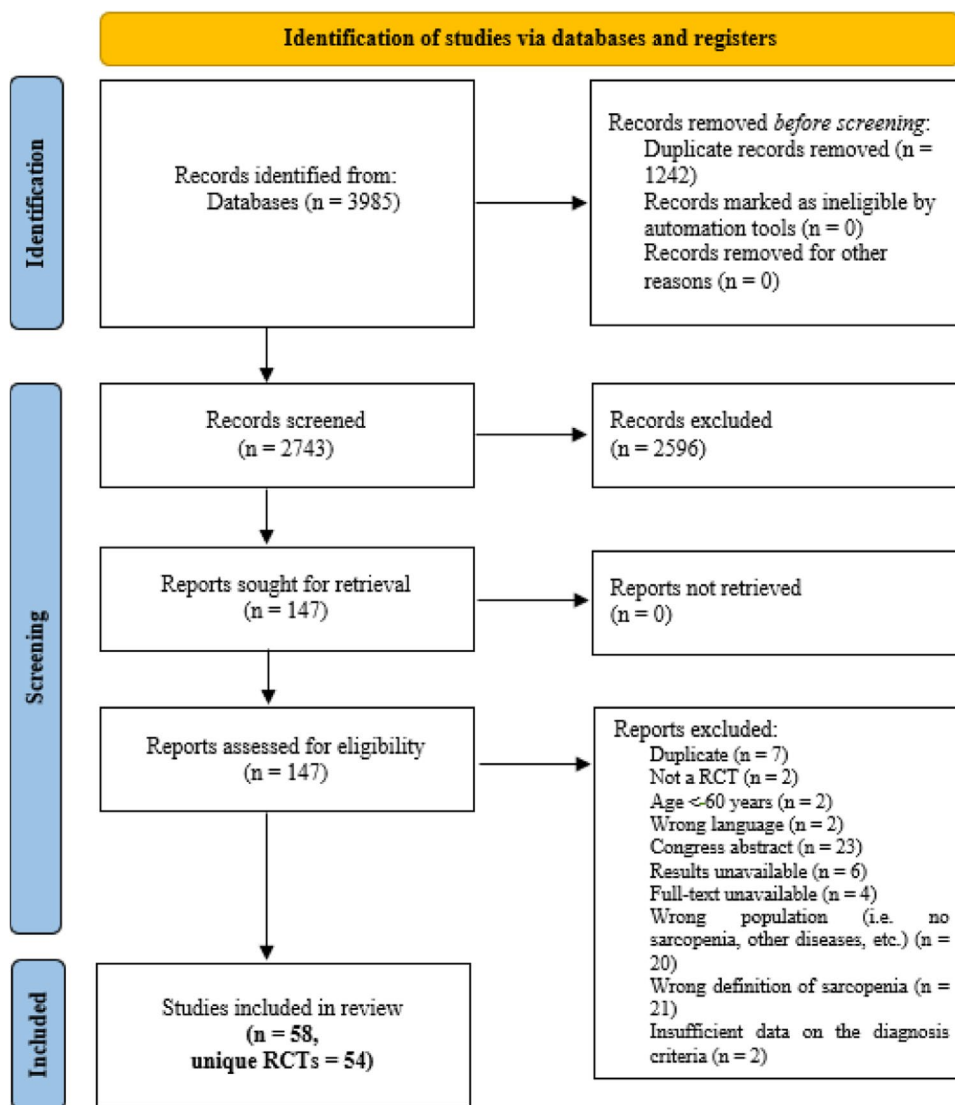 Identification of studies via databases and registers
Identification
Records identified from:
Databases (n = 3985)
Records removed before screening:
Duplicate records removed (n =
1242)
Records marked as ineligible by
automation tools (n = 0)
Records removed for other
reasons (n = 0)
Screening
Records screened
(n = 2743)
Records excluded
(n = 2596)
Reports sought for retrieval
(n = 147)
Reports not retrieved
(n = 0)
Reports assessed for eligibility
(n = 147)
Reports excluded:
Duplicate (n = 7)
Not a RCT (n = 2)
Age <60 years (n = 2)
Wrong language (n = 2)
Congress abstract (n = 23)
Results unavailable (n = 6)
Full-text unavailable (n = 4)
Wrong population (i.e. no
sarcopenia, other diseases, etc.) (n =
20)
Wrong definition of sarcopenia (n =
21)
Insufficient data on the diagnosis
criteria (n = 2)
Included
Studies included in review
(n = 58,
unique RCTs = 54)